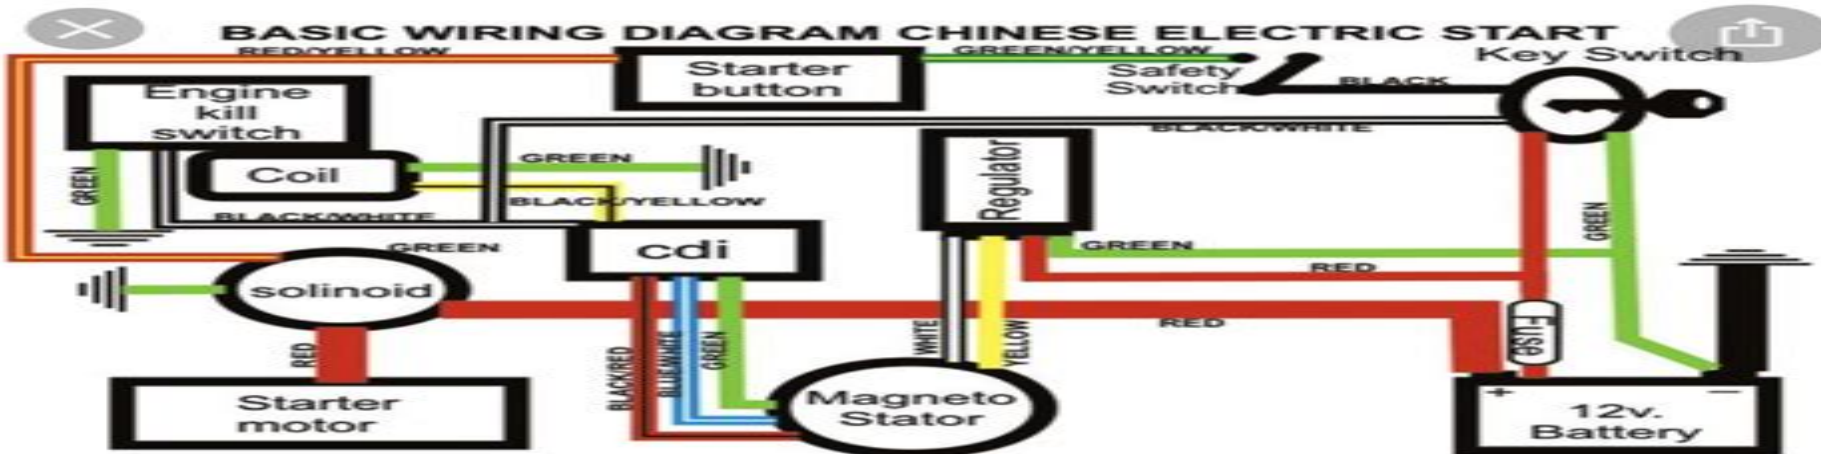 BASIC WIRING DIAGRAM CHINESE ELECTRIC START
RED/YELLOW
GREEN/YELLOW
Key Switch
Starter
button
Safety
Switch
BLACK
Engine
kill
switch
BLACK/WHITE
GREEN
Coil
GREEN
Regulator
BLACK/YELLOW
BLACK/WHITE
GREEN
GREEN
cdi
GREEN
RED
solinoid
RED
RED
BLACK/RED
BLUE/WHITE
GREEN
WHITE
YELLOW
Fuse
Starter
motor
Magneto
Stator
+
−
12v.
Battery